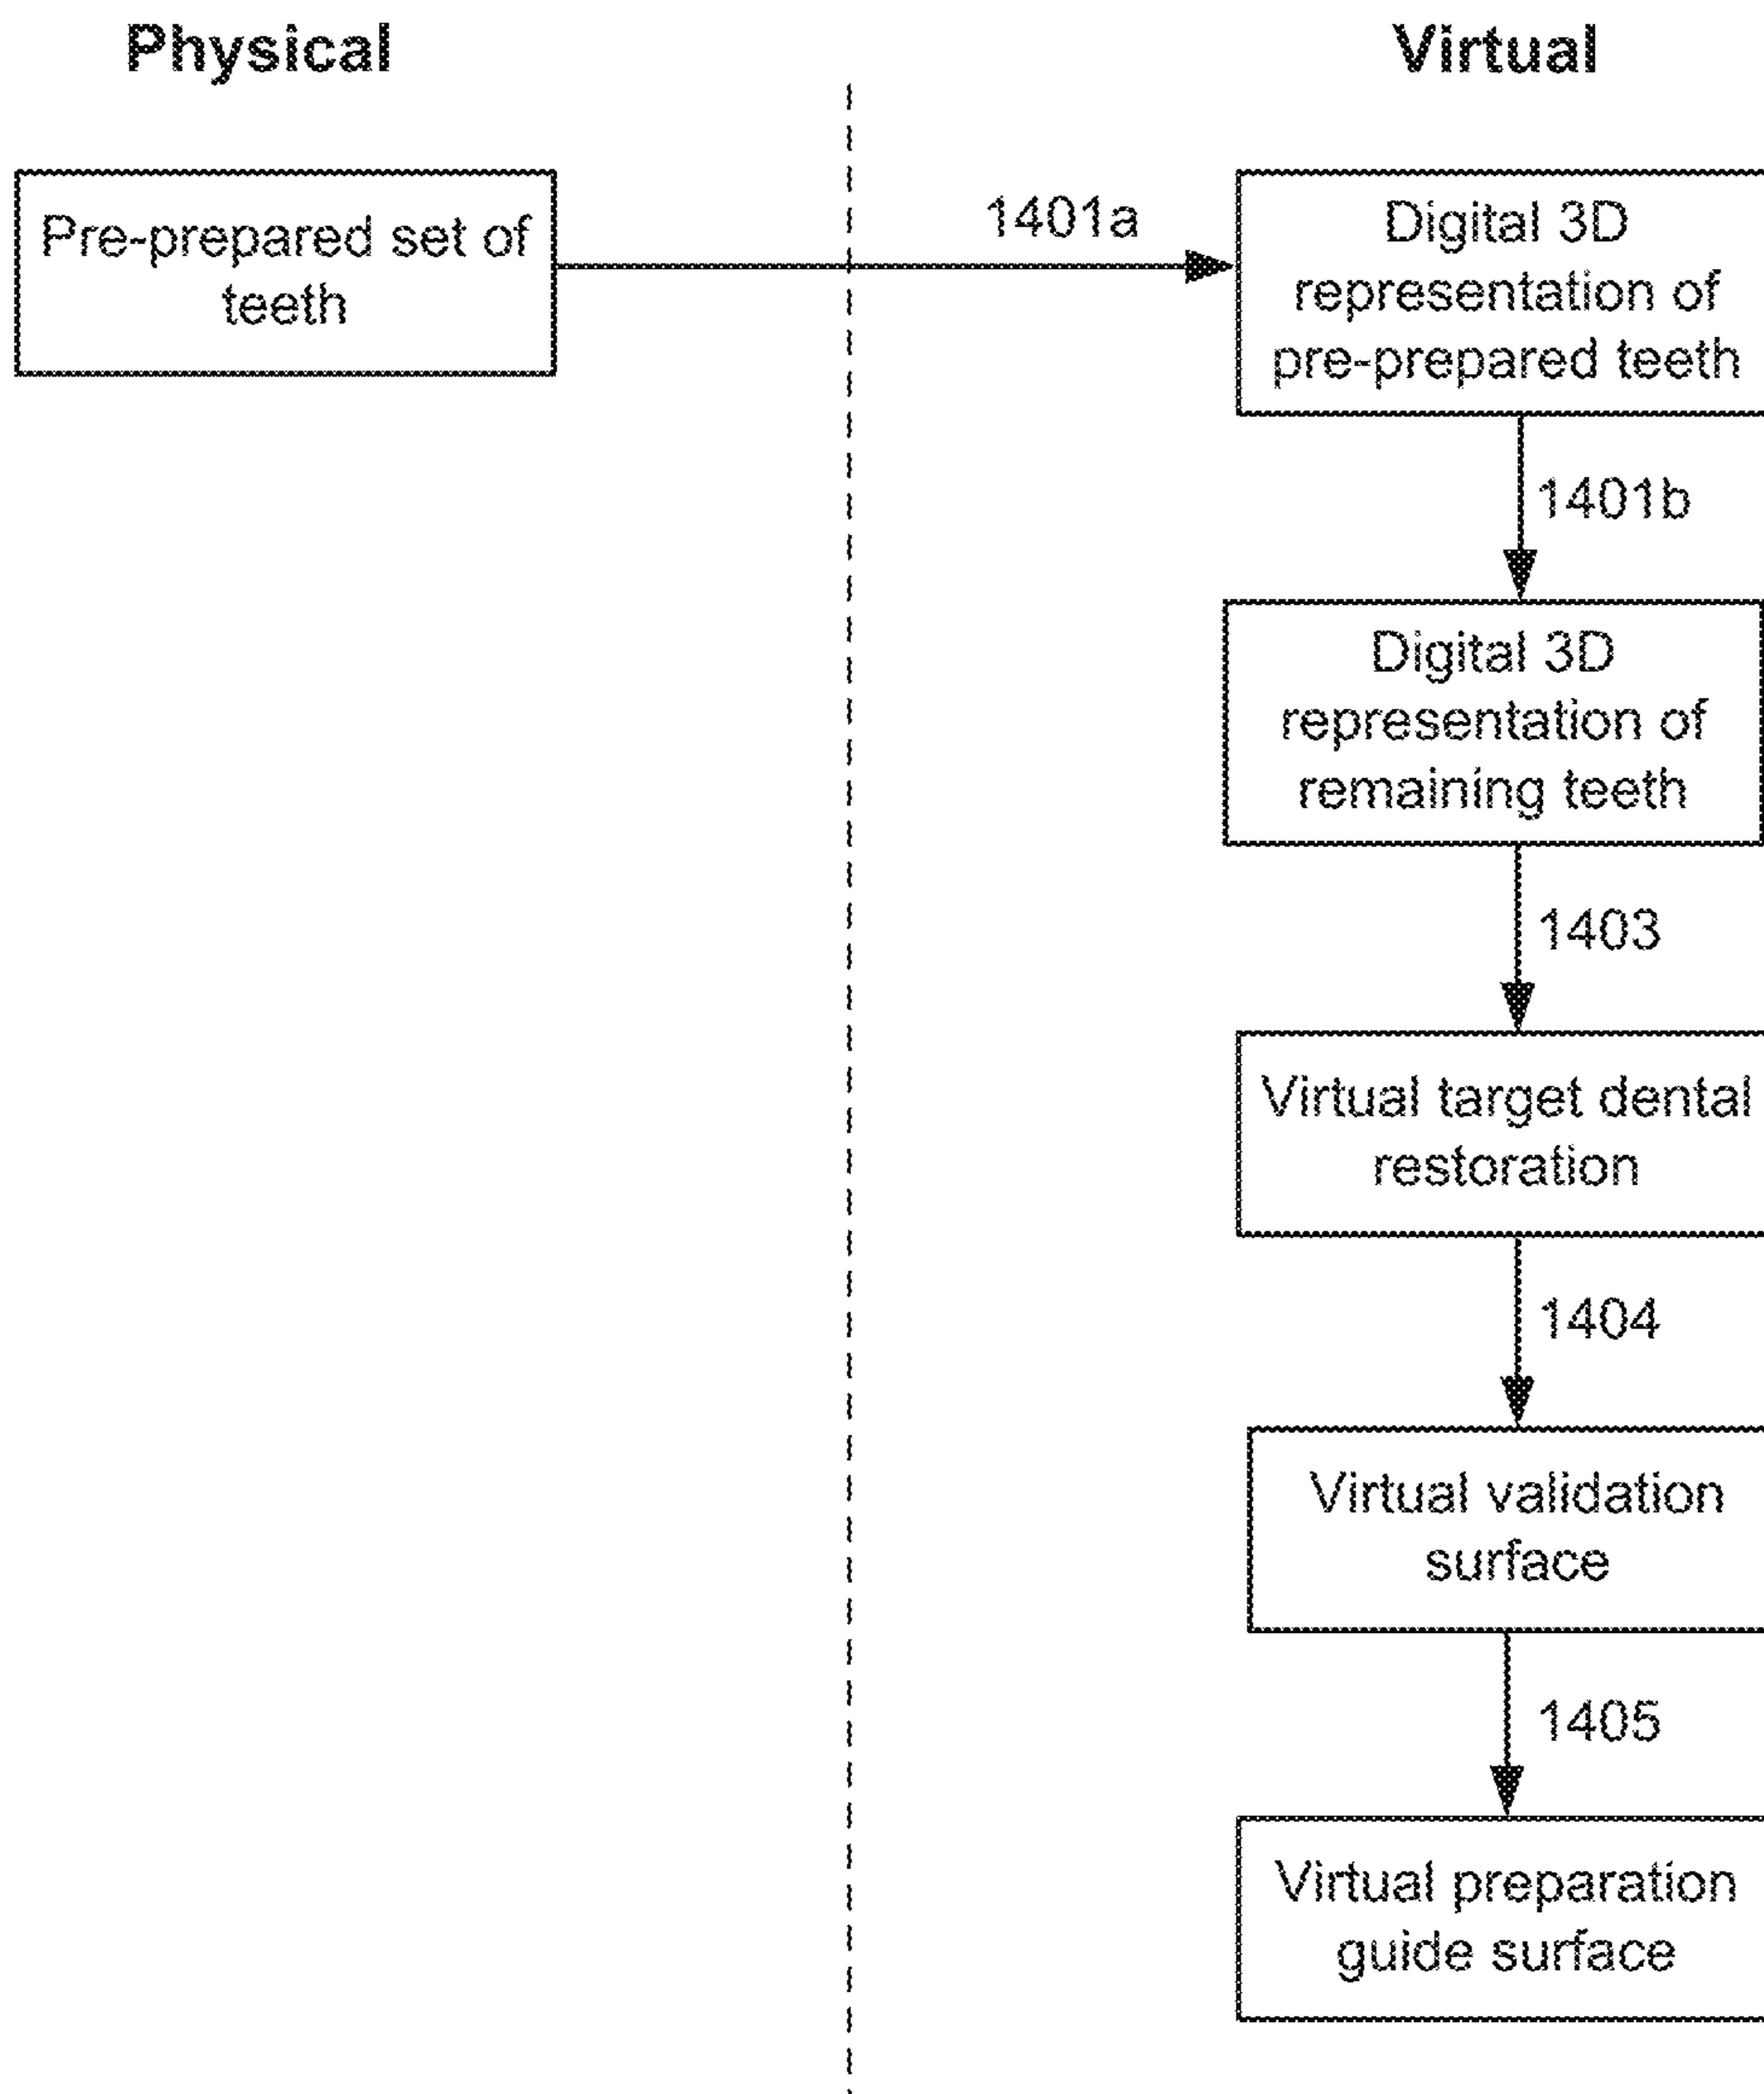 Physical
Virtual
Pre-prepared set of
teeth
1401a
Digital 3D
representation of
pre-prepared teeth
1401b
Digital 3D
representation of
remaining teeth
1403
Virtual target dental
restoration
1404
Virtual validation
surface
1405
Virtual preparation
guide surface